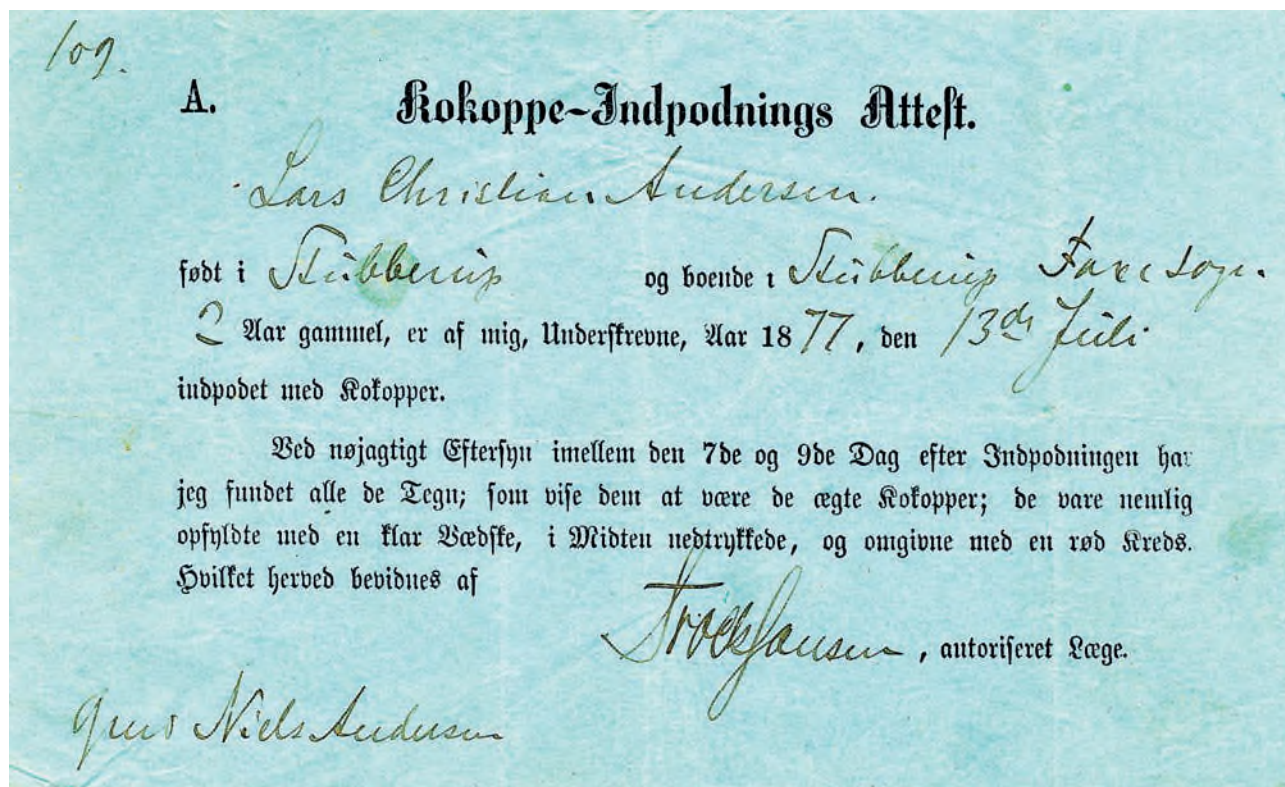 109.
A. Kokoppe-Indpodnings Attest.
Lars Christian Andersen.
født i Stubberup og boende i Stubberup Faxe Sogn.
2 Aar gammel, er af mig, Underskrevne, Aar 1877, den 13de Juli
indpodet med Kokopper.
Ved nøjagtigt Eftersyn imellem den 7de og 9de Dag efter Indpodningen har
jeg fundet alle de Tegn; som vise dem at være de ægte Kokopper; de vare nemlig
opfyldte med en klar Vædske, i Midten nedtrykkede, og omgivne med en rød Kreds.
Hvilket herved bevidnes af
, autoriseret Læge.
Niels Andersen